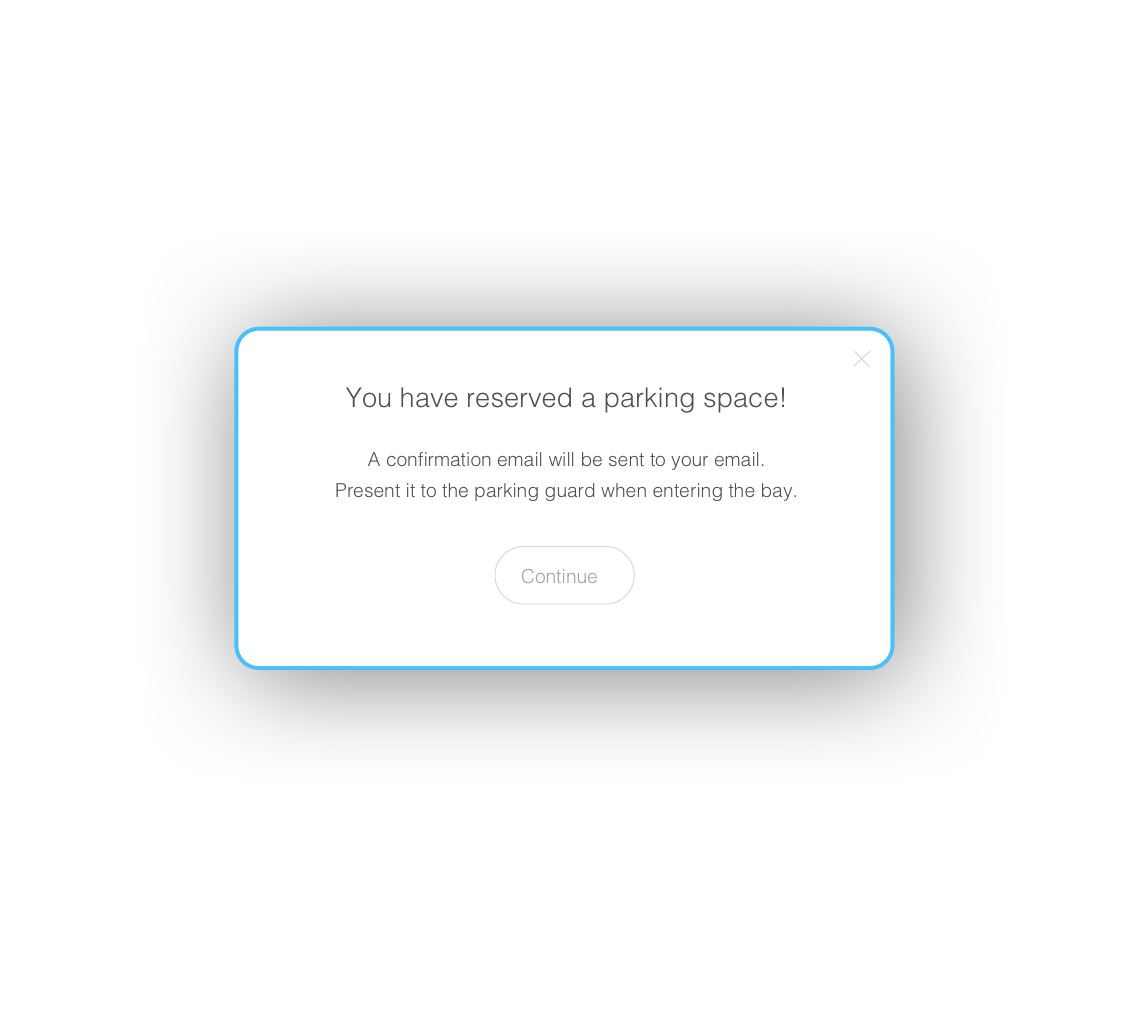 You have reserved a parking space!
A confirmation email will be sent to your email.
Present it to the parking guard when entering the bay.
Continue